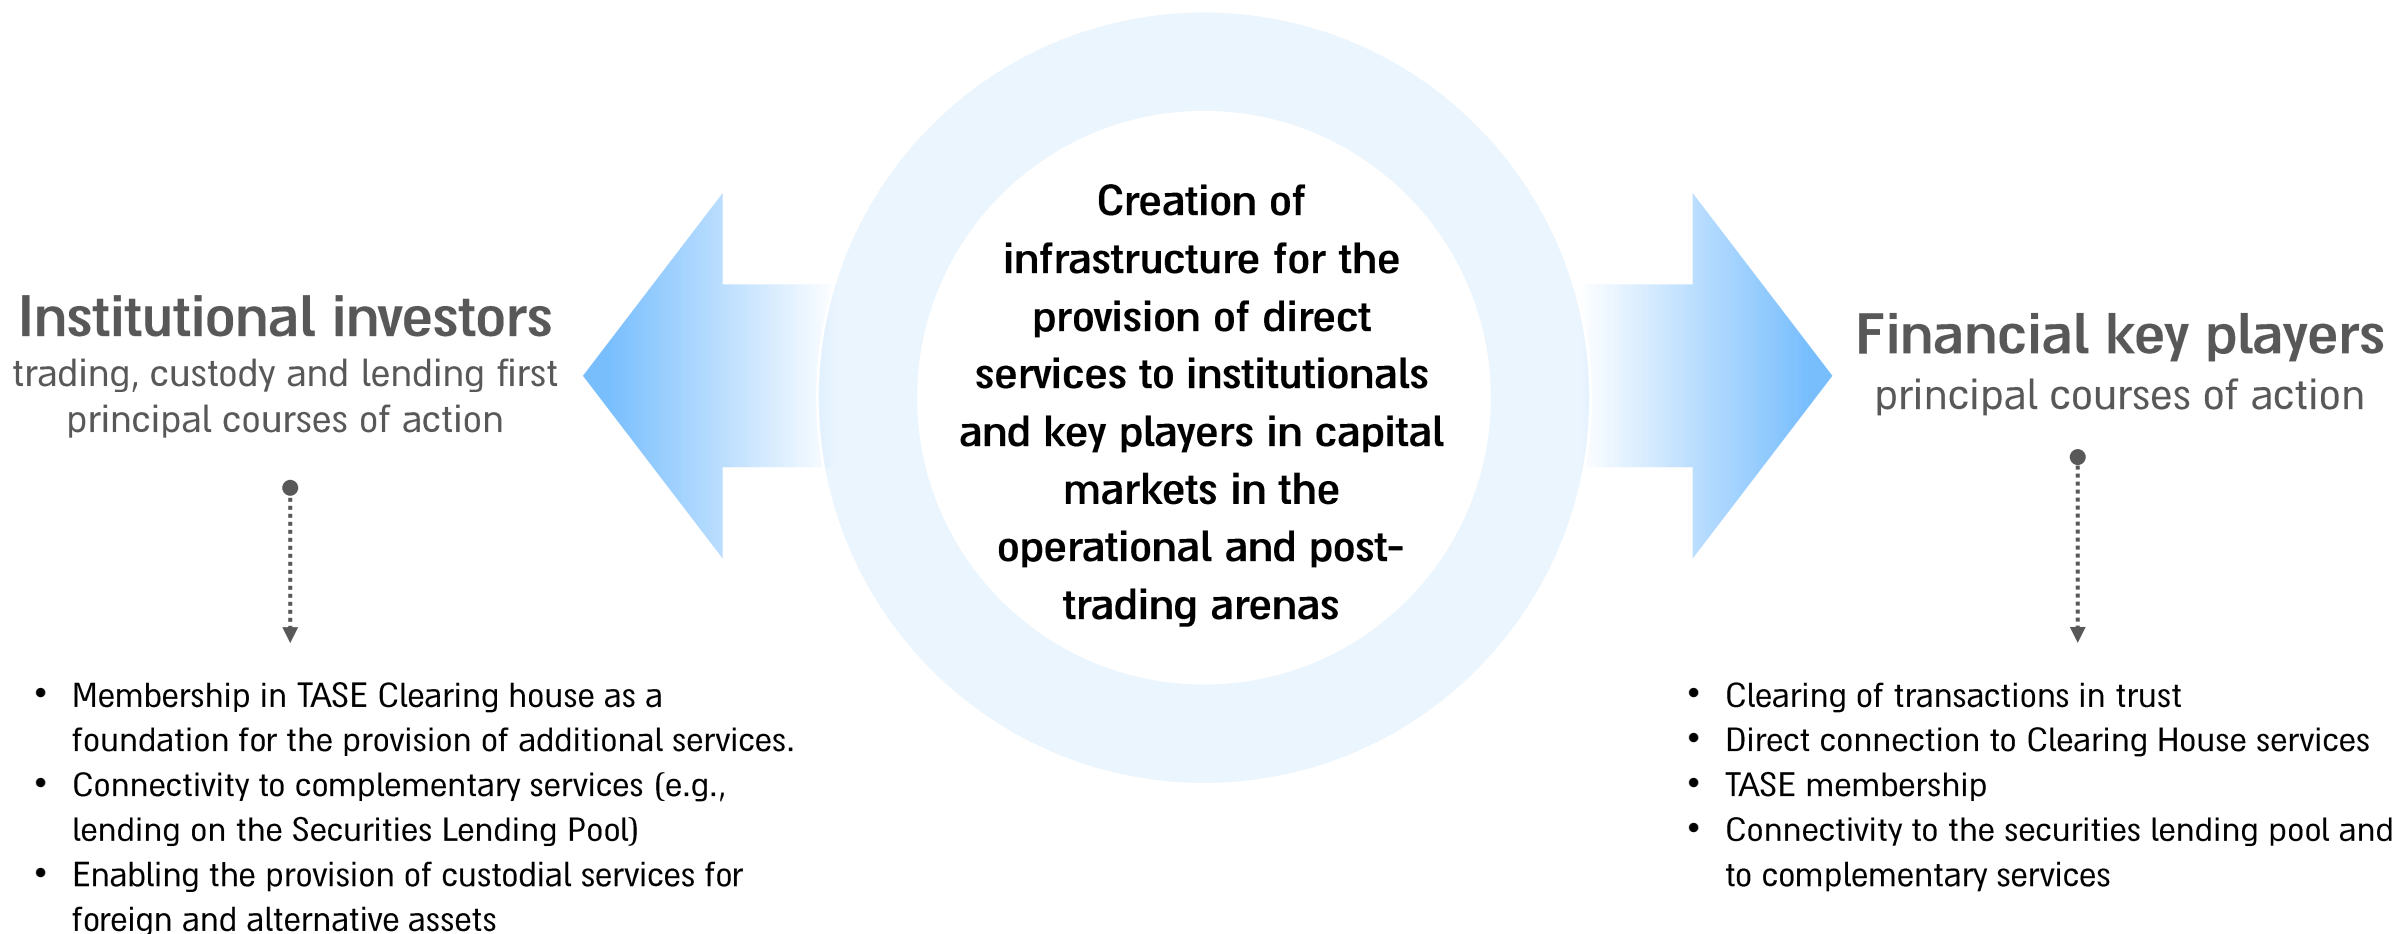 Creation of
infrastructure for the
provision of direct
services to institutionals
and key players in capital
markets in the
operational and post-
trading arenas
Institutional investors
trading, custody and lending first
principal courses of action
• Membership in TASE Clearing house as a
foundation for the provision of additional services.
• Connectivity to complementary services (e.g.,
lending on the Securities Lending Pool)
• Enabling the provision of custodial services for
foreign and alternative assets
Financial key players
principal courses of action
• Clearing of transactions in trust
• Direct connection to Clearing House services
• TASE membership
• Connectivity to the securities lending pool and
to complementary services